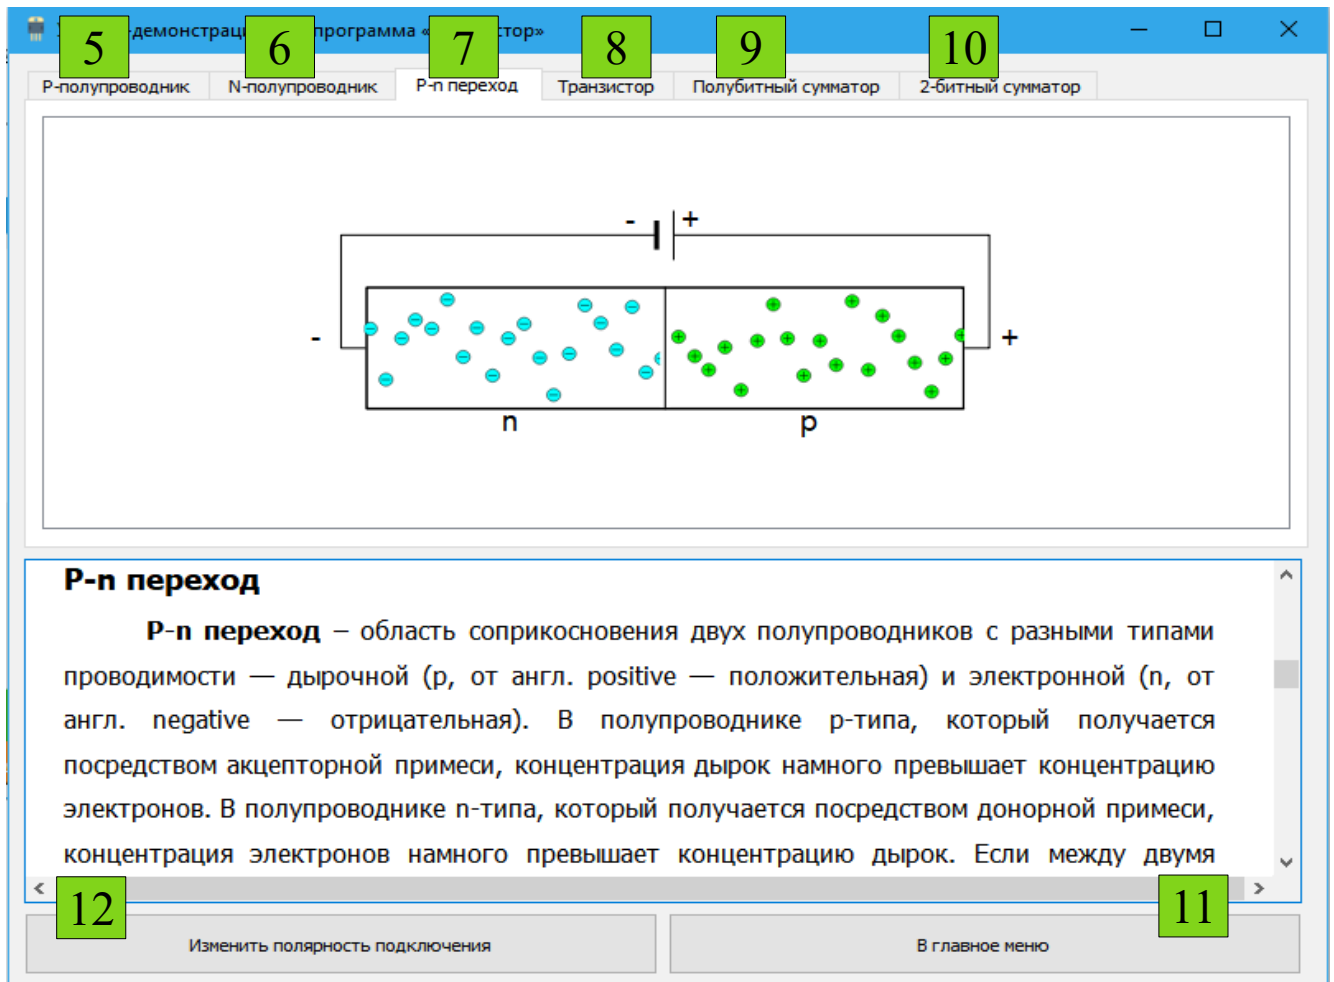 -демонстраци программа « стор»
5 6 7 8 9 10
P-полупроводник N-полупроводник P-n переход Транзистор Полубитный сумматор 2-битный сумматор
- +
- +
n p
P-n переход
P-n переход – область соприкосновения двух полупроводников с разными типами
проводимости — дырочной (p, от англ. positive — положительная) и электронной (n, от
англ. negative — отрицательная). В полупроводнике p-типа, который получается
посредством акцепторной примеси, концентрация дырок намного превышает концентрацию
электронов. В полупроводнике n-типа, который получается посредством донорной примеси,
концентрация электронов намного превышает концентрацию дырок. Если между двумя
12 11
Изменить полярность подключения В главное меню